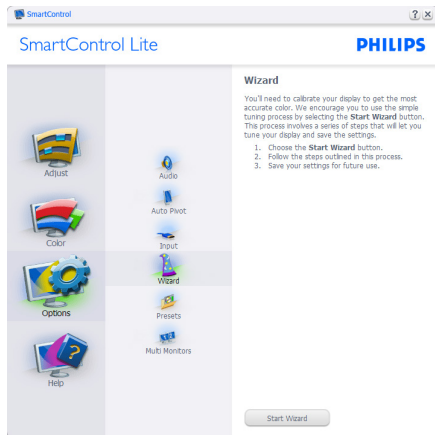 SmartControl
? ×
SmartControl Lite
PHILIPS
Adjust
Color
Options
Help
Audio
Auto Pivot
Input
Wizard
Presets
Multi Monitors
Wizard
You'll need to calibrate your display to get the most
accurate color. We encourage you to use the simple
tuning process by selecting the Start Wizard button.
This process involves a series of steps that will let you
tune your display and save the settings.
1. Choose the Start Wizard button.
2. Follow the steps outlined in this process.
3. Save your settings for future use.
Start Wizard